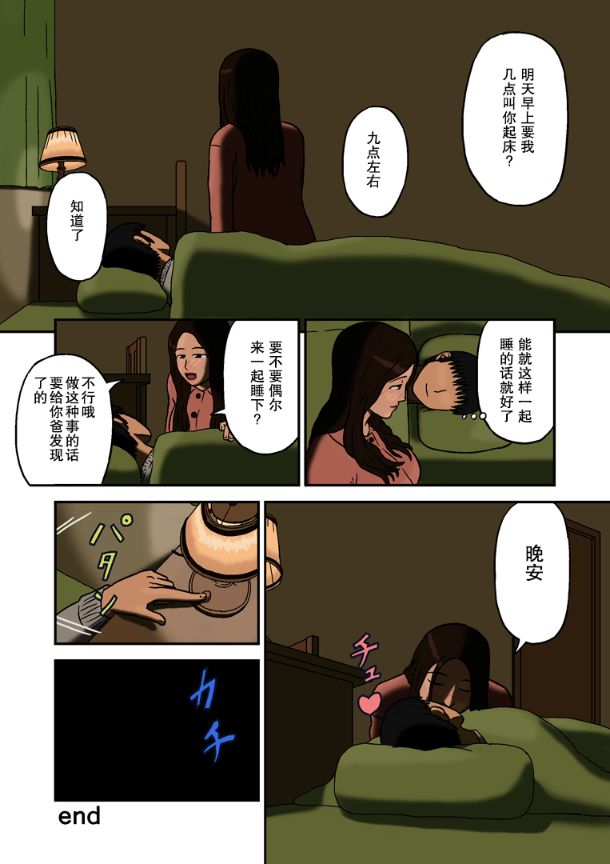 明天早上要我
几点叫你起床？
九点左右
知道了
能就这样一起
睡的话就好了
要不要偶尔
来一起睡下？
不行哦
做这种事的话
要给你爸发现
了的
晚安
チュ
パタン
カチ
end